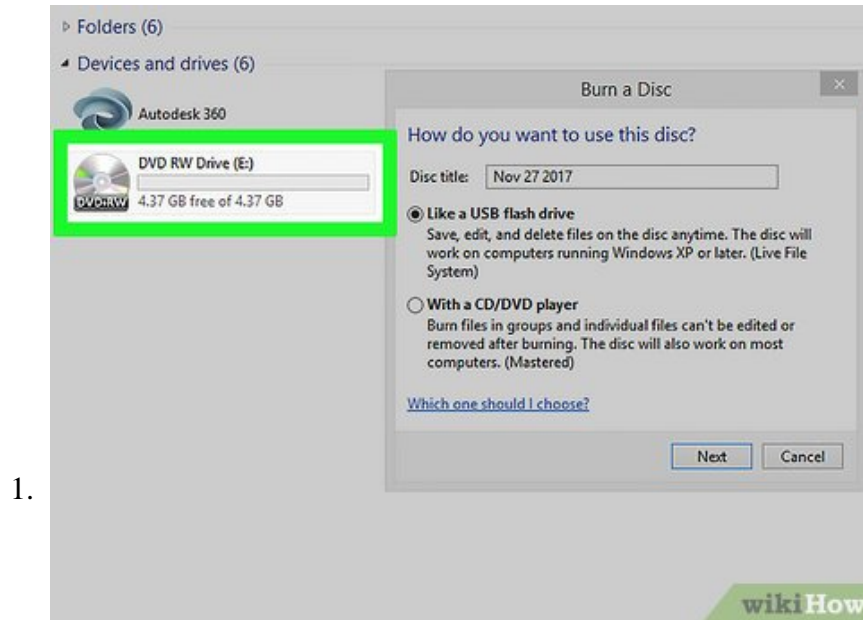 Folders (6)
Devices and drives (6)
Autodesk 360
DVD RW Drive (E:)
DVD-RW
4.37 GB free of 4.37 GB
Burn a Disc
How do you want to use this disc?
Disc title: Nov 27 2017
Like a USB flash drive
Save, edit, and delete files on the disc anytime. The disc will
work on computers running Windows XP or later. (Live File
System)
With a CD/DVD player
Burn files in groups and individual files can't be edited or
removed after burning. The disc will also work on most
computers. (Mastered)
Which one should I choose?
Next Cancel
1.
wikiHow